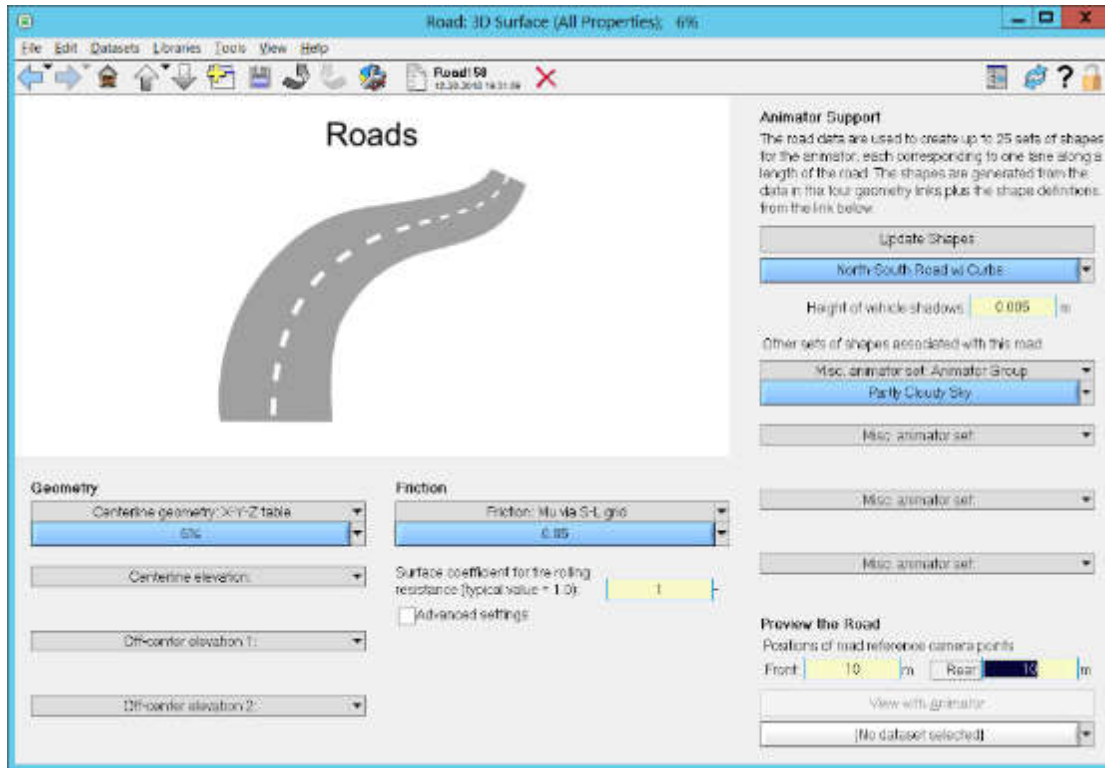 Road: 3D Surface (All Properties); 6%
File Edit Datasets Libraries Tools View Help
Road! 58
Roads
Animator Support
The road data are used to create up to 25 sets of shapes
for the animator, each corresponding to one lane along a
length of the road. The shapes are generated from the
data in the four geometry links plus the shape definitions
from the link below
Update Shapes
North-South Road w/ Curbs
Height of vehicle shadows: 0.005 m
Other sets of shapes associated with this road
Misc. animator set: Animator Group
Partly Cloudy Sky
Misc. animator set:
Misc. animator set:
Misc. animator set:
Geometry
Centerline geometry: X-Y-Z table
6%
Centerline elevation:
Off-center elevation 1:
Off-center elevation 2:
Friction
Friction: Mu via S-L grid
0.85
Surface coefficient for tire rolling
resistance (typical value = 1.0): 1 -
Advanced settings
Preview the Road
Positions of road reference camera points
Front: 10 m Rear: 10 m
View with Animator
[No dataset selected]